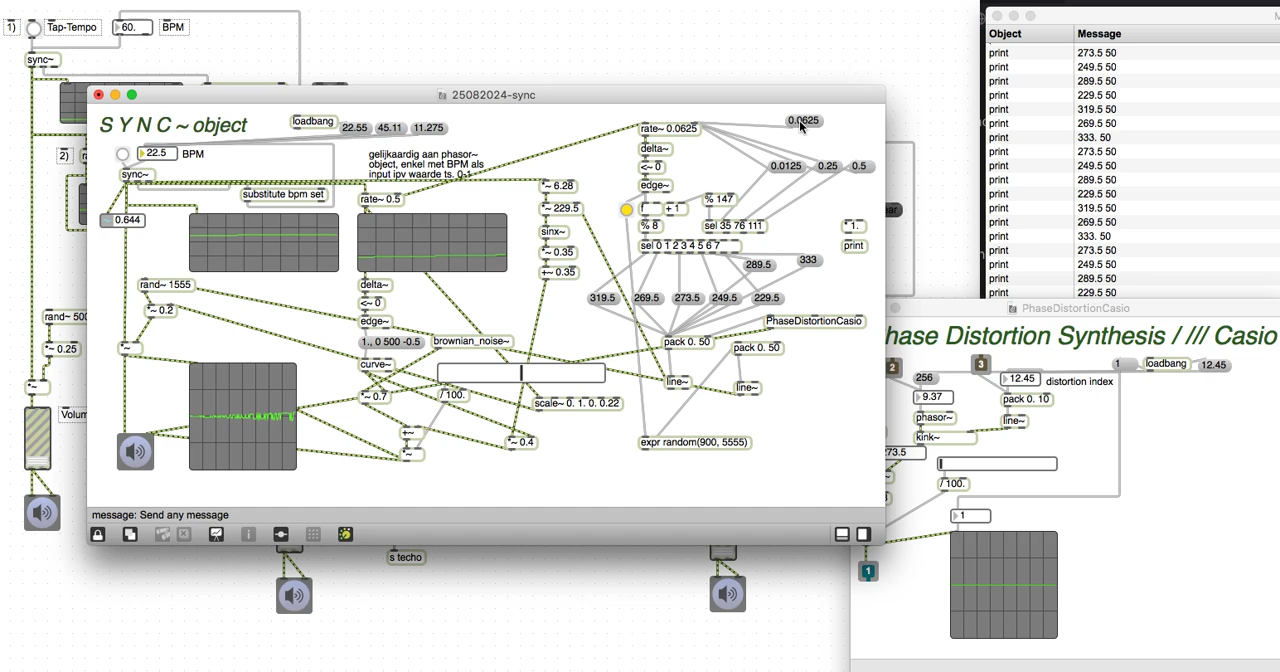 1)
Tap-Tempo
60.
BPM
sync~
2)
rand~ 500
*~ 0.25
*~
Volum
s techo
25082024-sync
S Y N C ~ object
loadbang
22.55
45.11
11.275
22.5
BPM
gelijkaardig aan phasor~
object, enkel met BPM als
input ipv waarde ts. 0-1
sync~
substitute bpm set
rate~ 0.5
0.644
rand~ 1555
*~ 0.2
*~
delta~
<~ 0
edge~
1., 0 500 -0.5
brownian_noise~
curve~
*~ 0.7
/ 100.
scale~ 0. 1. 0. 0.22
+~
*~
*~ 0.4
*~ 6.28
*~ 229.5
sinx~
*~ 0.35
+~ 0.35
rate~ 0.0625
0.0625
delta~
<~ 0
edge~
0.0125
0.25
0.5
+ 1
% 147
% 8
sel 35 76 111
* 1.
print
sel 0 1 2 3 4 5 6 7
289.5
333
319.5
269.5
273.5
249.5
229.5
PhaseDistortionCasio
pack 0. 50
pack 0. 50
line~
line~
expr random(900, 5555)
message: Send any message
Object
Message
print 273.5 50
print 249.5 50
print 289.5 50
print 229.5 50
print 319.5 50
print 269.5 50
print 333. 50
print 273.5 50
print 249.5 50
print 289.5 50
print 229.5 50
print 319.5 50
print 269.5 50
print 333. 50
print 273.5 50
print 249.5 50
print 289.5 50
print 229.5 50
PhaseDistortionCasio
hase Distortion Synthesis / /// Casio
2
3
1
loadbang
12.45
256
12.45
distortion index
9.37
pack 0. 10
phasor~
line~
kink~
273.5
/ 100.
1
1